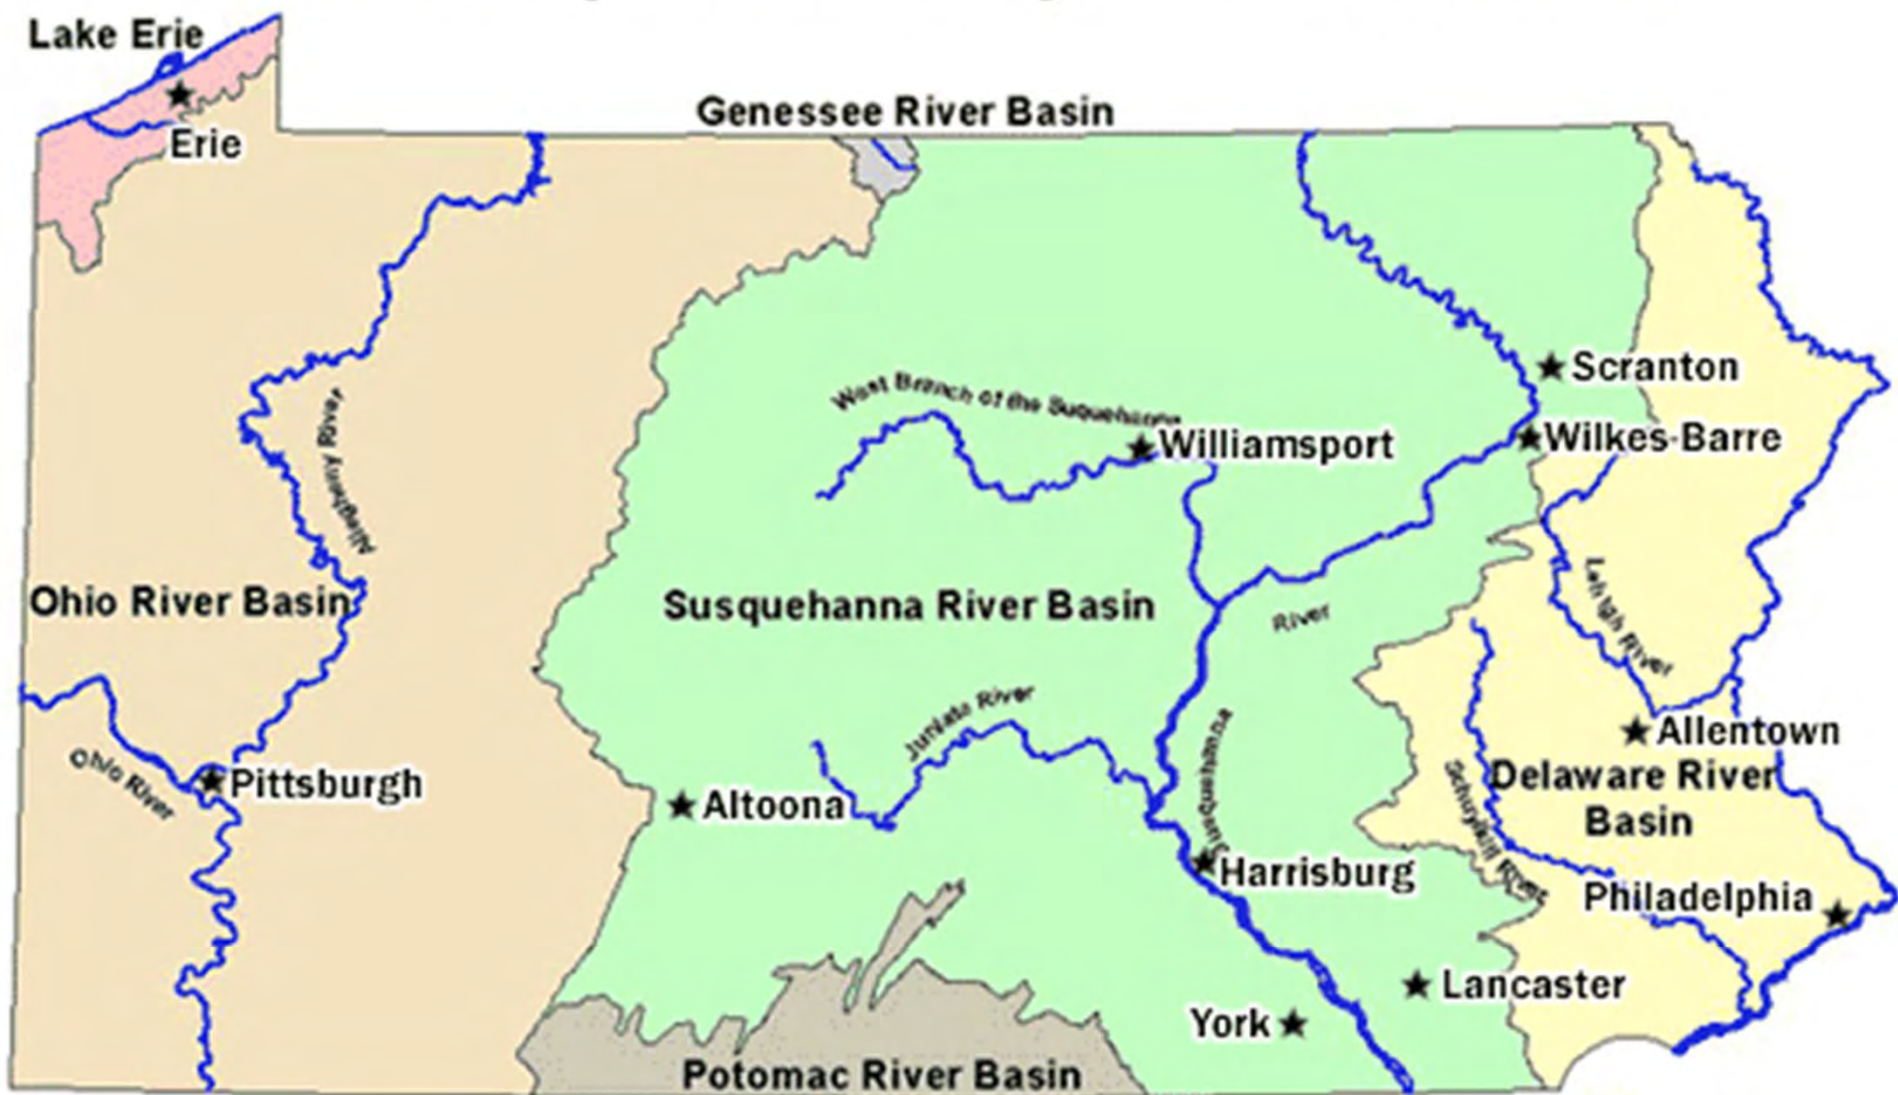 Lake Erie
Erie
Genessee River Basin
Allegheny River
Ohio River Basin
Ohio River
Pittsburgh
West Branch of the Suquehanna
Williamsport
Scranton
Wilkes-Barre
Susquehanna River Basin
River
Susquehanna
Juniata River
Altoona
Harrisburg
Lehigh River
Allentown
Delaware River
Basin
Schuylkill River
Philadelphia
Lancaster
York
Potomac River Basin